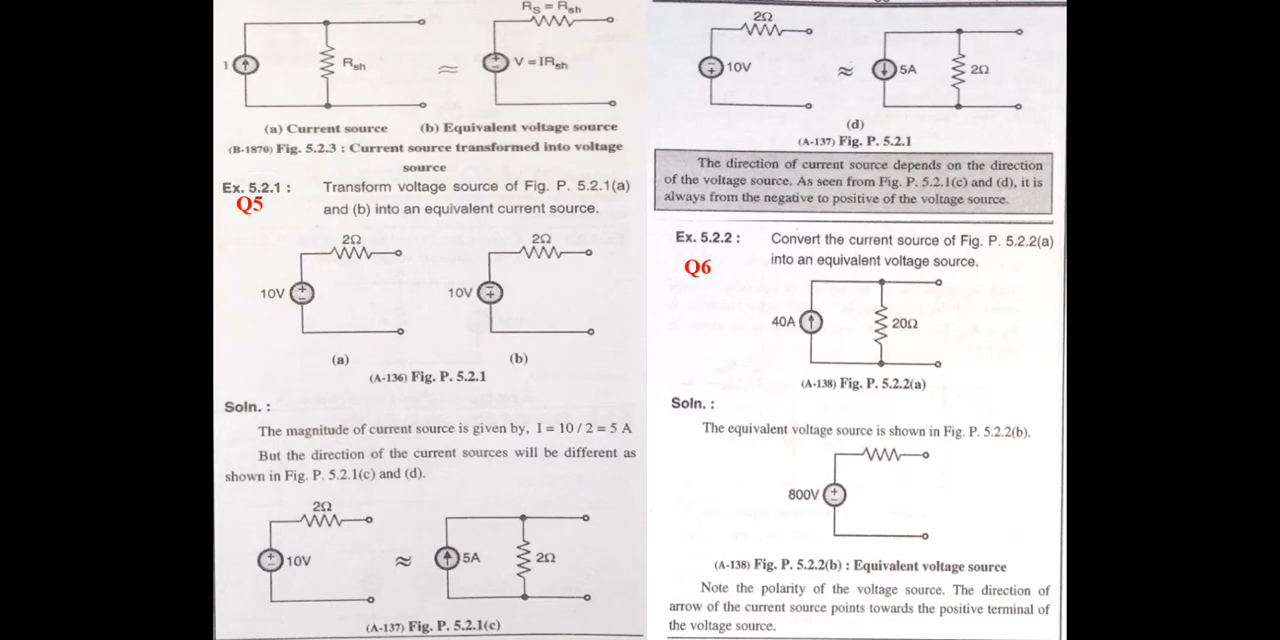 R_S = R_sh
I
R_sh
≈
V = IR_sh
(a) Current source (b) Equivalent voltage source
(B-1870) Fig. 5.2.3 : Current source transformed into voltage
source
Ex. 5.2.1 : Transform voltage source of Fig. P. 5.2.1(a)
Q5 and (b) into an equivalent current source.
2Ω 2Ω
10V 10V
(a) (b)
(A-136) Fig. P. 5.2.1
Soln. :
The magnitude of current source is given by, I = 10 / 2 = 5 A
But the direction of the current sources will be different as
shown in Fig. P. 5.2.1(c) and (d).
2Ω
10V ≈ 5A 2Ω
(A-137) Fig. P. 5.2.1(c)
2Ω
10V ≈ 5A 2Ω
(d)
(A-137) Fig. P. 5.2.1
The direction of current source depends on the direction
of the voltage source. As seen from Fig. P. 5.2.1(c) and (d), it is
always from the negative to positive of the voltage source.
Ex. 5.2.2 : Convert the current source of Fig. P. 5.2.2(a)
Q6 into an equivalent voltage source.
40A 20Ω
(A-138) Fig. P. 5.2.2(a)
Soln. :
The equivalent voltage source is shown in Fig. P. 5.2.2(b).
800V
(A-138) Fig. P. 5.2.2(b) : Equivalent voltage source
Note the polarity of the voltage source. The direction of
arrow of the current source points towards the positive terminal of
the voltage source.